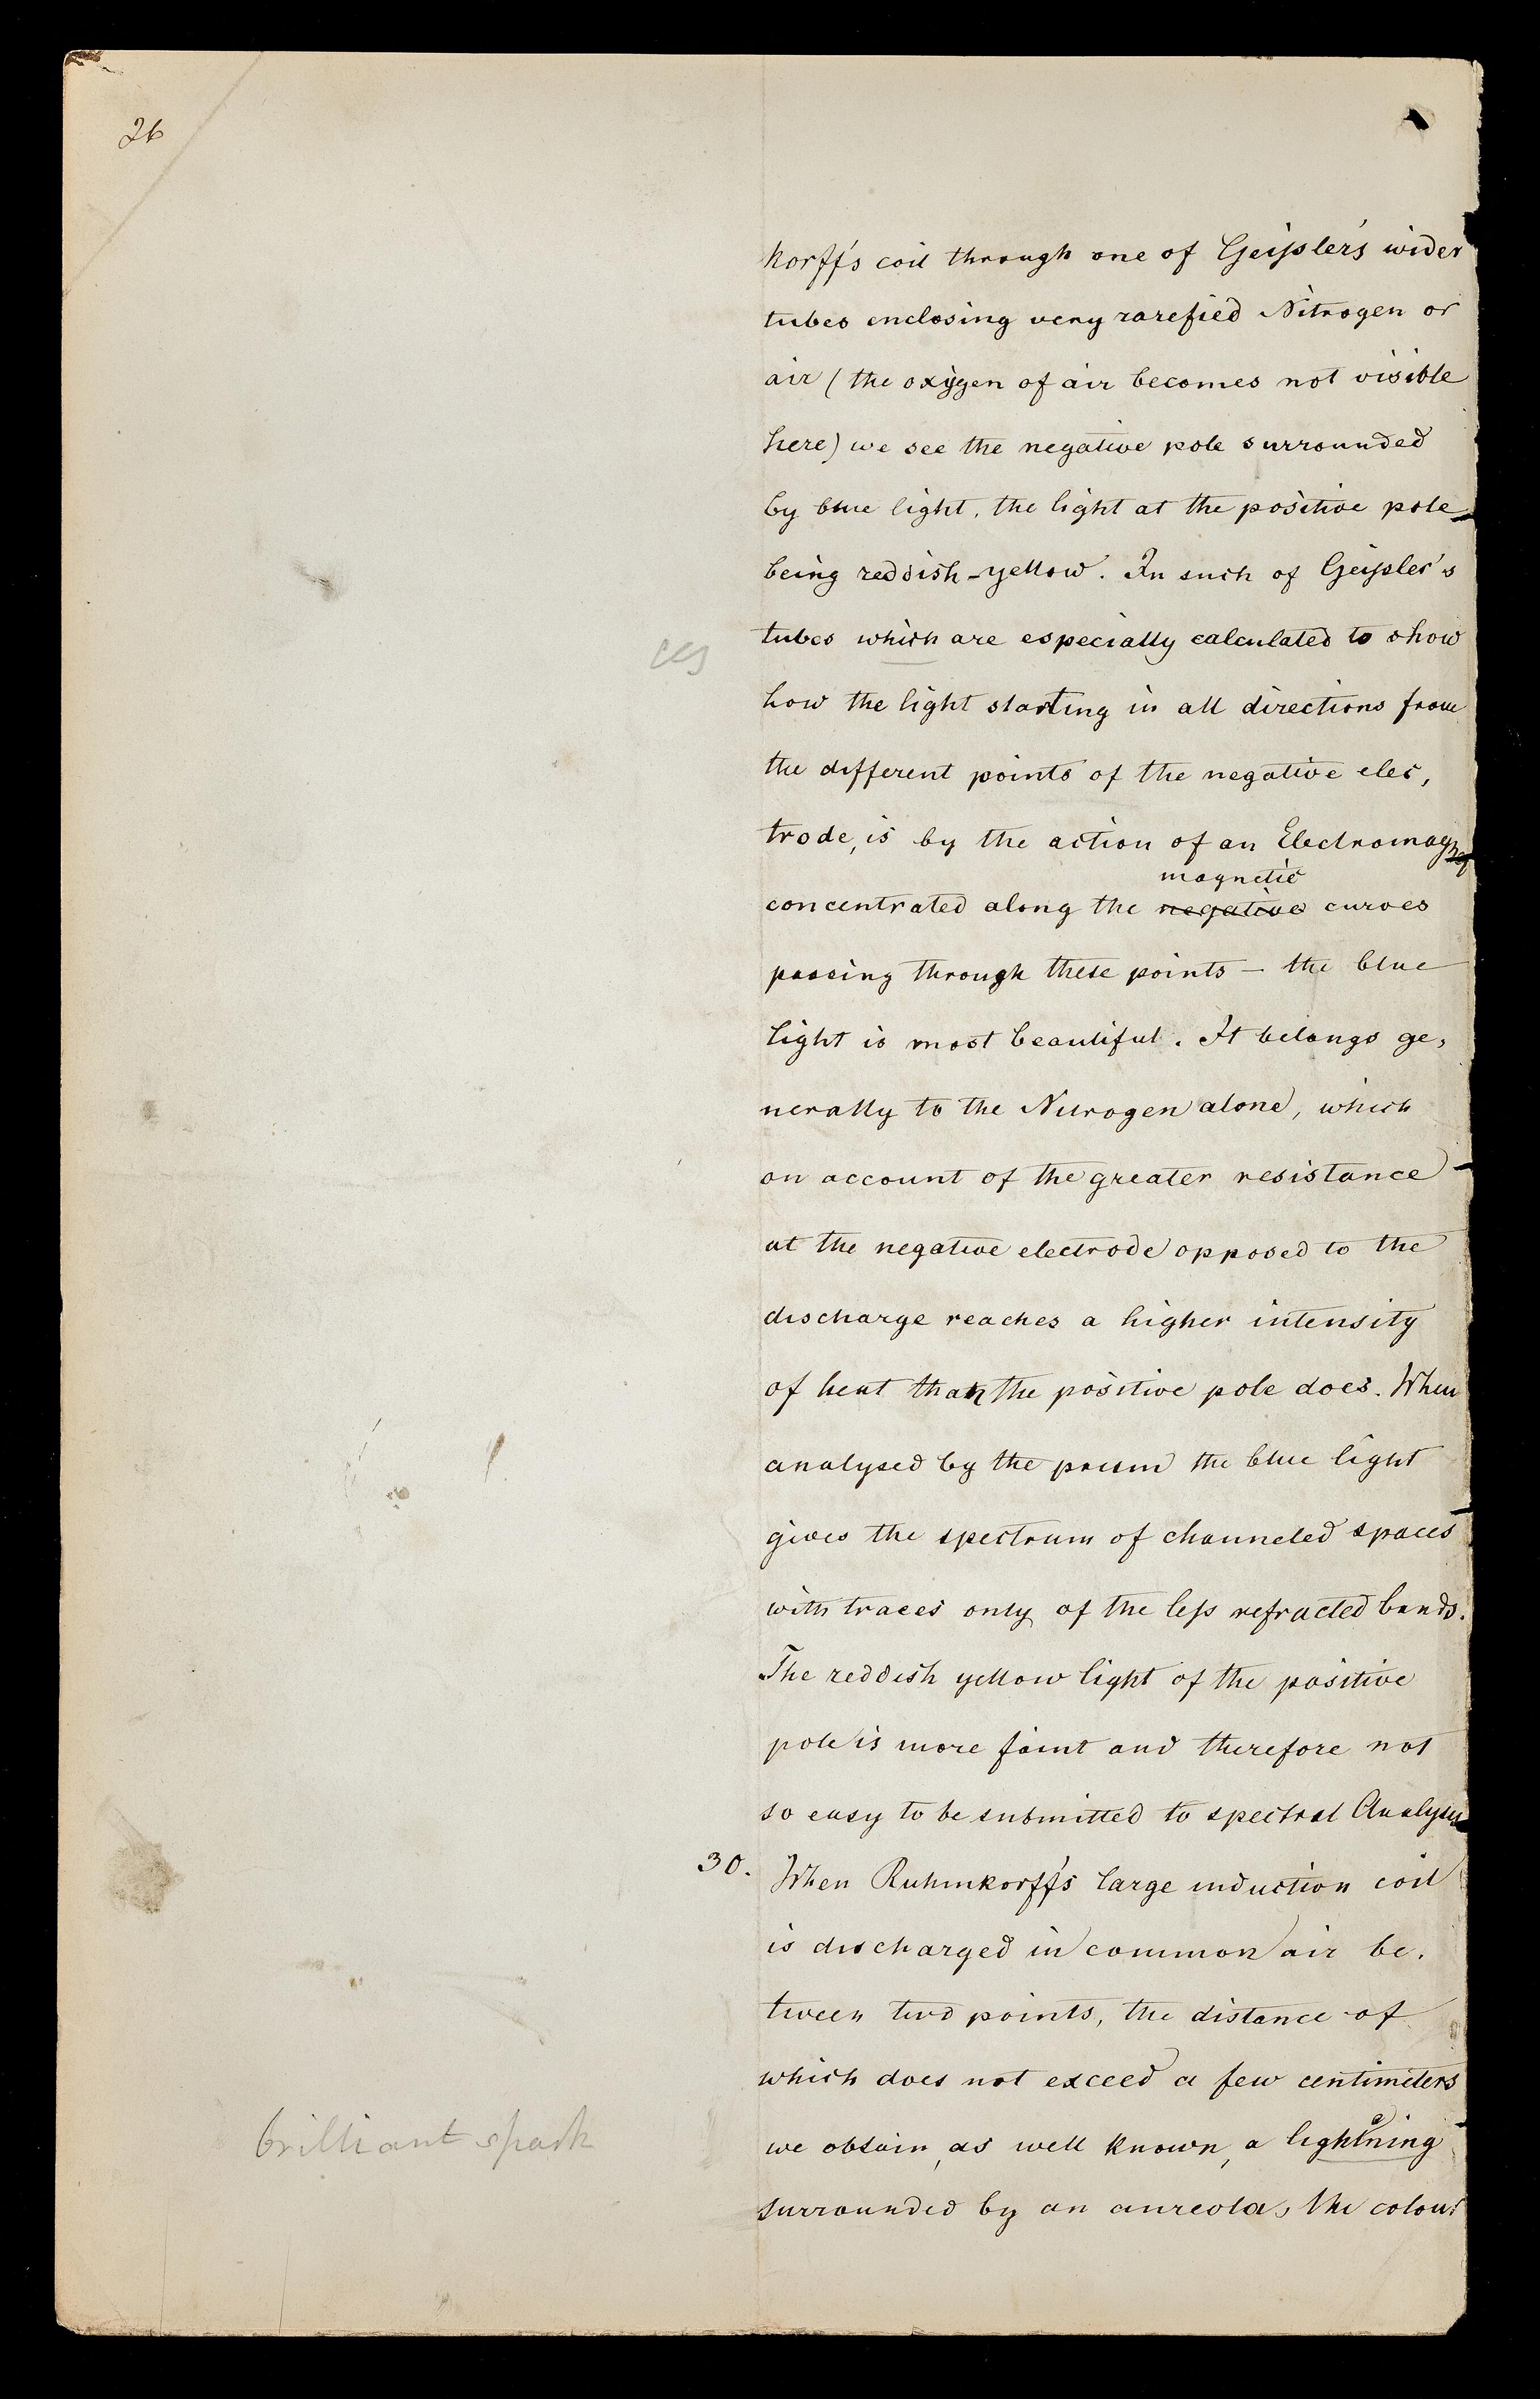 26
korff's coil through one of Geissler's wider
tubes enclosing very rarefied Nitrogen or
air (the oxygen of air becomes not visible
here) we see the negative pole surrounded
by blue light, the light at the positive pole
being reddish-yellow. In such of Geissler's
tubes which are especially calculated to show
how the light starting in all directions from
the different points of the negative elec,
trode, is by the action of an Electromagnet
magnetic
concentrated along the negative curves
passing through these points – the blue
light is most beautiful. It belongs ge,
nerally to the Nitrogen alone, which
on account of the greater resistance
at the negative electrode opposed to the
discharge reaches a higher intensity
of heat than the positive pole does. When
analysed by the prism the blue light
gives the spectrum of channeled spaces
with traces only of the less refracted bands.
The reddish yellow light of the positive
pole is more faint and therefore not
so easy to be submitted to spectral Analysis
30. When Ruhmkorff's large induction coil
is discharged in common air be.
tween two points, the distance of
which does not exceed a few centimeters
brilliant spark
we obtain, as well known, a lightning
surrounded by an aureola, the colour